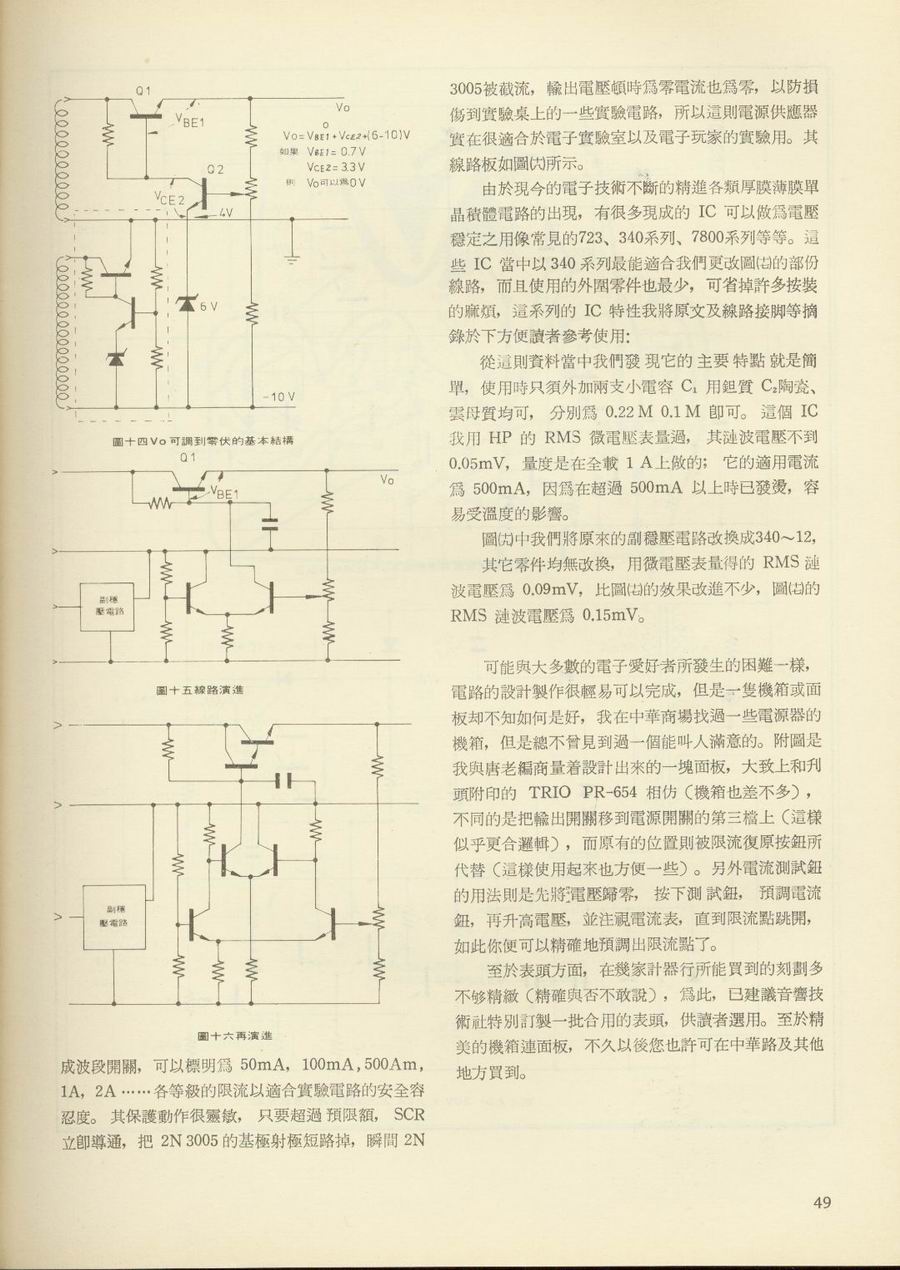 Q1
VBE1
Vo
Vo=VBE1+VCE2+(6-10)V
如果 VBE1=0.7V
VCE2=3.3V
則 Vo可以為0V
Q2
VCE2
4V
6V
-10V
圖十四Vo可調到零伏的基本結構
Q1
VBE1
Vo
副穩
壓電路
圖十五線路演進
副穩
壓電路
圖十六再演進
成波段開關，可以標明爲 50mA，100mA,500Am,
1A，2A ……各等級的限流以適合實驗電路的安全容
忍度。其保護動作很靈敏，只要超過預限額，SCR
立卽導通，把 2N 3005 的基極射極短路掉，瞬間 2N
3005被截流，輸出電壓頓時爲零電流也爲零，以防損
傷到實驗桌上的一些實驗電路，所以這則電源供應器
實在很適合於電子實驗室以及電子玩家的實驗用。其
線路板如圖㈥所示。
由於現今的電子技術不斷的精進各類厚膜薄膜單
晶積體電路的出現，有很多現成的 IC 可以做爲電壓
穩定之用像常見的723、340系列、7800系列等等。這
些 IC 當中以 340 系列最能適合我們更改圖的部份
線路，而且使用的外圍零件也最少，可省掉許多按裝
的麻煩，這系列的 IC 特性我將原文及線路接脚等摘
錄於下方便讀者參考使用：
從這則資料當中我們發現它的主要特點就是簡
單，使用時只須外加兩支小電容 C₁ 用鉭質 C₂陶瓷、
雲母質均可，分別爲 0.22 M 0.1 M 卽可。這個 IC
我用 HP 的 RMS 微電壓表量過，其漣波電壓不到
0.05mV，量度是在全載 1 A上做的；它的適用電流
爲 500mA，因爲在超過 500mA 以上時已發燙，容
易受溫度的影響。
圖中我們將原來的副穩壓電路改換成340～12,
其它零件均無改換，用微電壓表量得的 RMS 漣
波電壓爲 0.09mV，比圖的效果改進不少，圖的
RMS 漣波電壓爲 0.15mV。
可能與大多數的電子愛好者所發生的困難一樣，
電路的設計製作很輕易可以完成，但是一隻機箱或面
板却不知如何是好，我在中華商場找過一些電源器的
機箱，但是總不曾見到過一個能叫人滿意的。附圖是
我與唐老編商量着設計出來的一塊面板，大致上和刋
頭附印的 TRIO PR-654 相仿（機箱也差不多），
不同的是把輸出開關移到電源開關的第三檔上（這樣
似乎更合邏輯），而原有的位置則被限流復原按鈕所
代替（這樣使用起來也方便一些）。另外電流測試鈕
的用法則是先將電壓歸零，按下測試鈕，預調電流
鈕，再升高電壓，並注視電流表，直到限流點跳開，
如此你便可以精確地預調出限流點了。
至於表頭方面，在幾家計器行所能買到的刻劃多
不够精緻（精確與否不敢說），爲此，已建議音響技
術社特別訂製一批合用的表頭，供讀者選用。至於精
美的機箱連面板，不久以後您也許可在中華路及其他
地方買到。
49